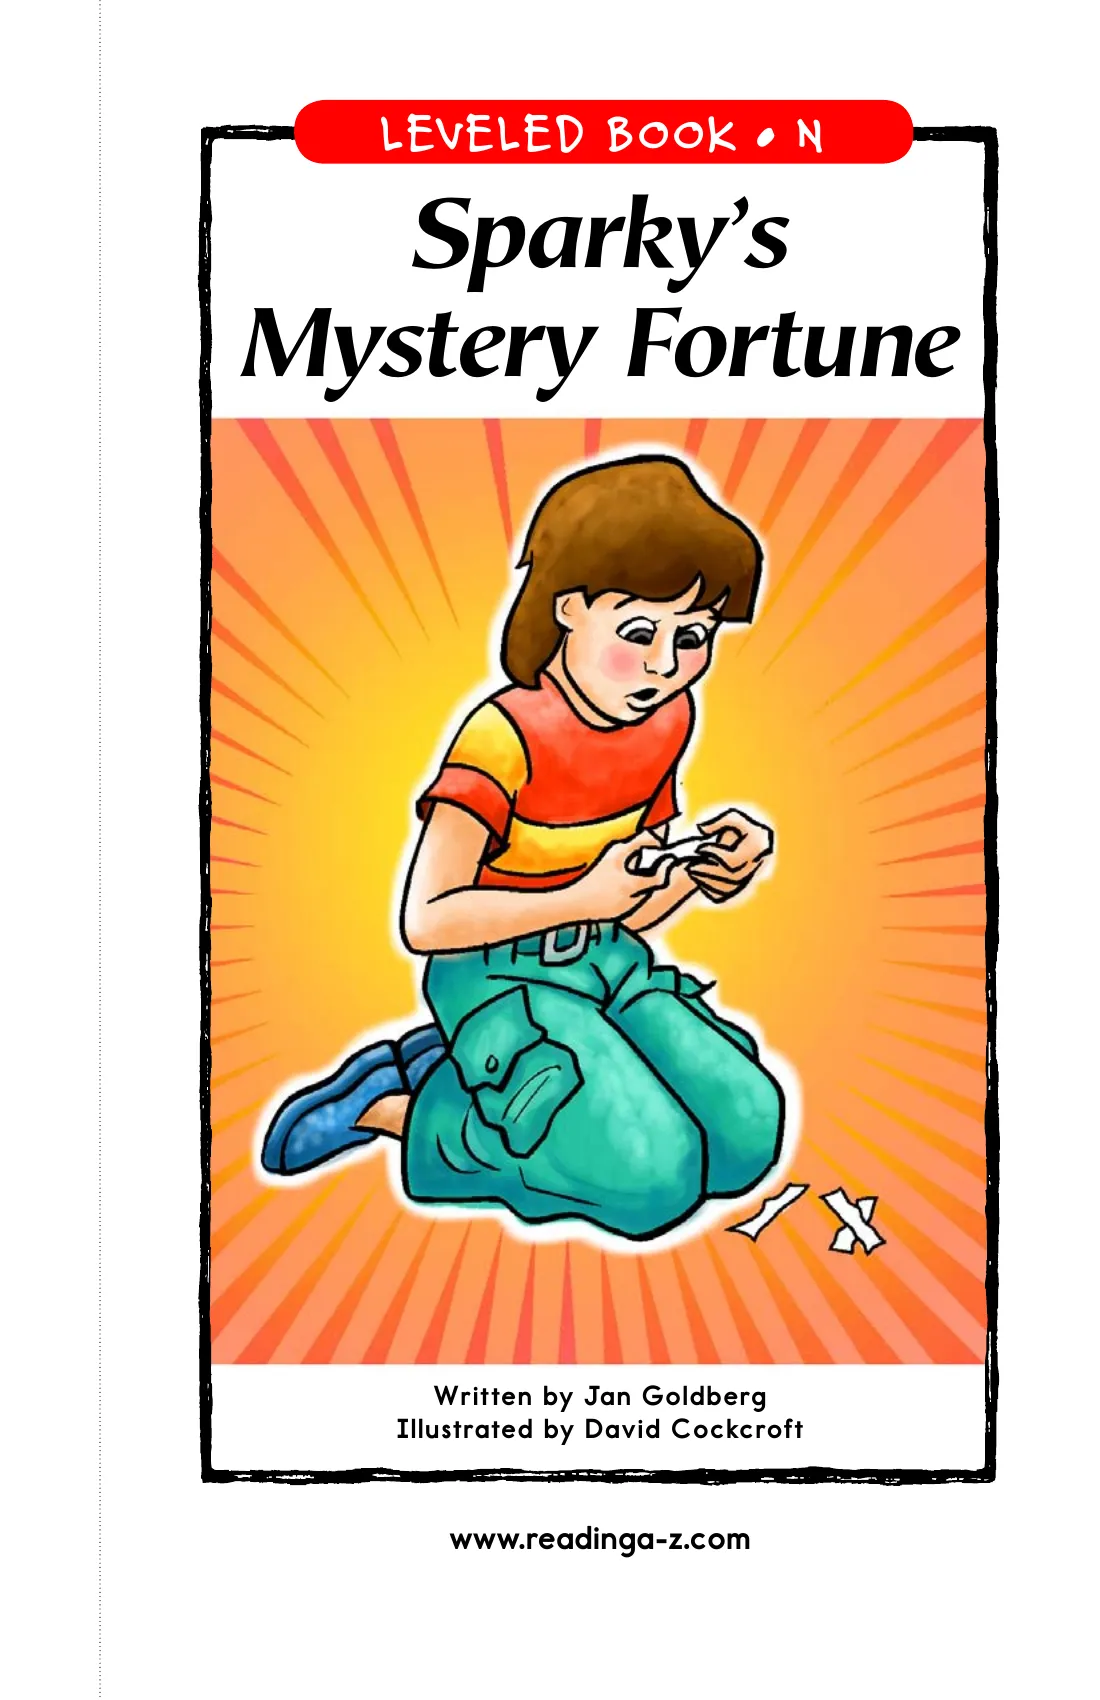 LEVELED BOOK • N
Sparky’s
Mystery Fortune
Written by Jan Goldberg
Illustrated by David Cockcroft
www.readinga-z.com